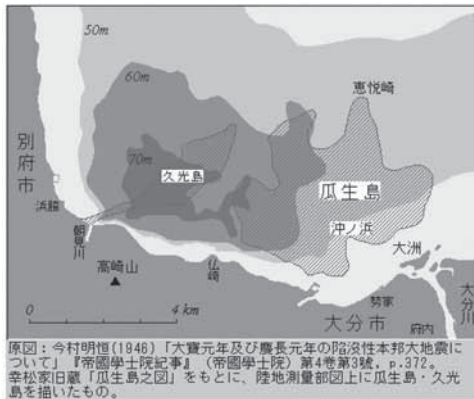 50m
60m
70m
恵悦崎
別府市
久光島
瓜生島
浜脇
沖ノ浜
朝見川
大洲
高崎山
仏崎
大分川
0 4 km
勢家
大分市
府内
原図：今村明恒(1946)「大寶元年及び慶長元年の陥没性本邦大地震に
ついて」『帝國學士院紀事』（帝國學士院）第4卷第3號．p.372。
幸松家旧蔵「瓜生島之図」をもとに、陸地測量部図上に瓜生島・久光
島を描いたもの。